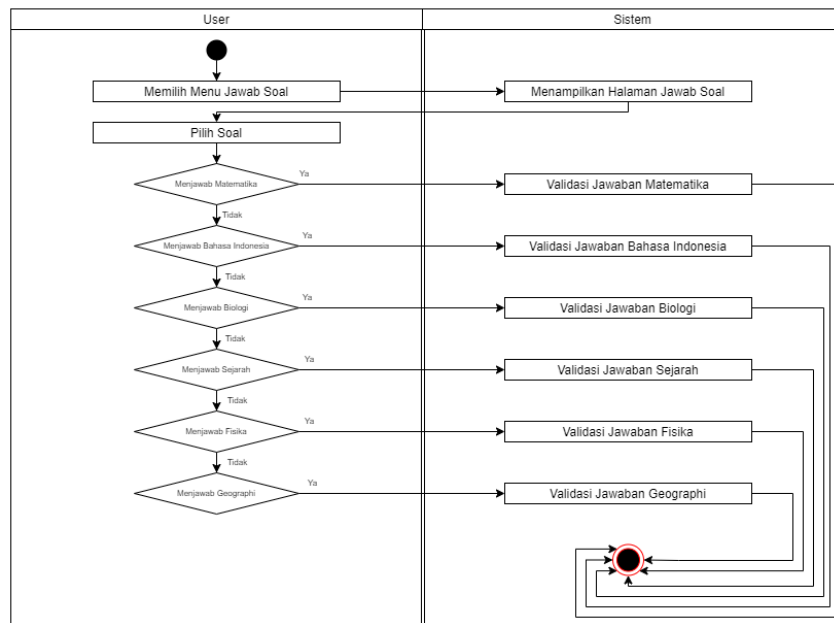 User
Sistem
Memilih Menu Jawab Soal
Menampilkan Halaman Jawab Soal
Pilih Soal
Menjawab Matematika
Ya
Validasi Jawaban Matematika
Tidak
Menjawab Bahasa Indonesia
Ya
Validasi Jawaban Bahasa Indonesia
Tidak
Menjawab Biologi
Ya
Validasi Jawaban Biologi
Tidak
Menjawab Sejarah
Ya
Validasi Jawaban Sejarah
Tidak
Menjawab Fisika
Ya
Validasi Jawaban Fisika
Tidak
Menjawab Geographi
Ya
Validasi Jawaban Geographi